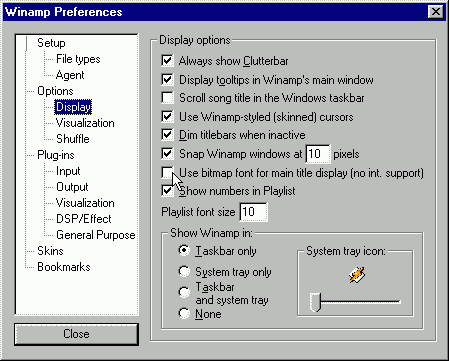 Winamp Preferences
Setup
File types
Agent
Options
Display
Visualization
Shuffle
Plug-ins
Input
Output
Visualization
DSP/Effect
General Purpose
Skins
Bookmarks
Close
Display options
Always show Clutterbar
Display tooltips in Winamp's main window
Scroll song title in the Windows taskbar
Use Winamp-styled (skinned) cursors
Dim titlebars when inactive
Snap Winamp windows at 10 pixels
Use bitmap font for main title display (no int. support)
Show numbers in Playlist
Playlist font size 10
Show Winamp in:
Taskbar only
System tray only
Taskbar
and system tray
None
System tray icon: